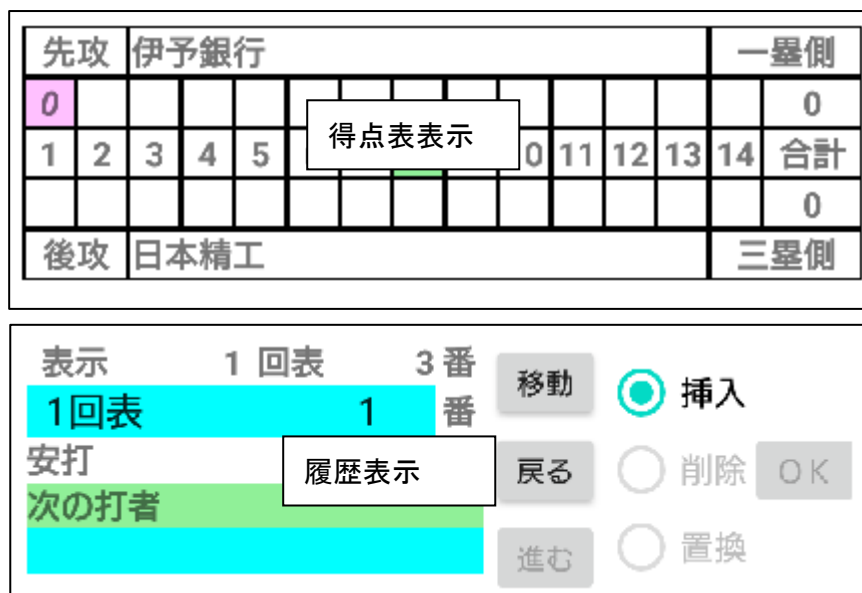 先攻 伊予銀行 一塁側
0 0
1 2 3 4 5 得点表表示 0 11 12 13 14 合計
0
後攻 日本精工 三塁側
表示 1 回表 3 番 移動 挿入
1回表 1 番
安打 履歴表示 戻る 削除 OK
次の打者
進む 置換